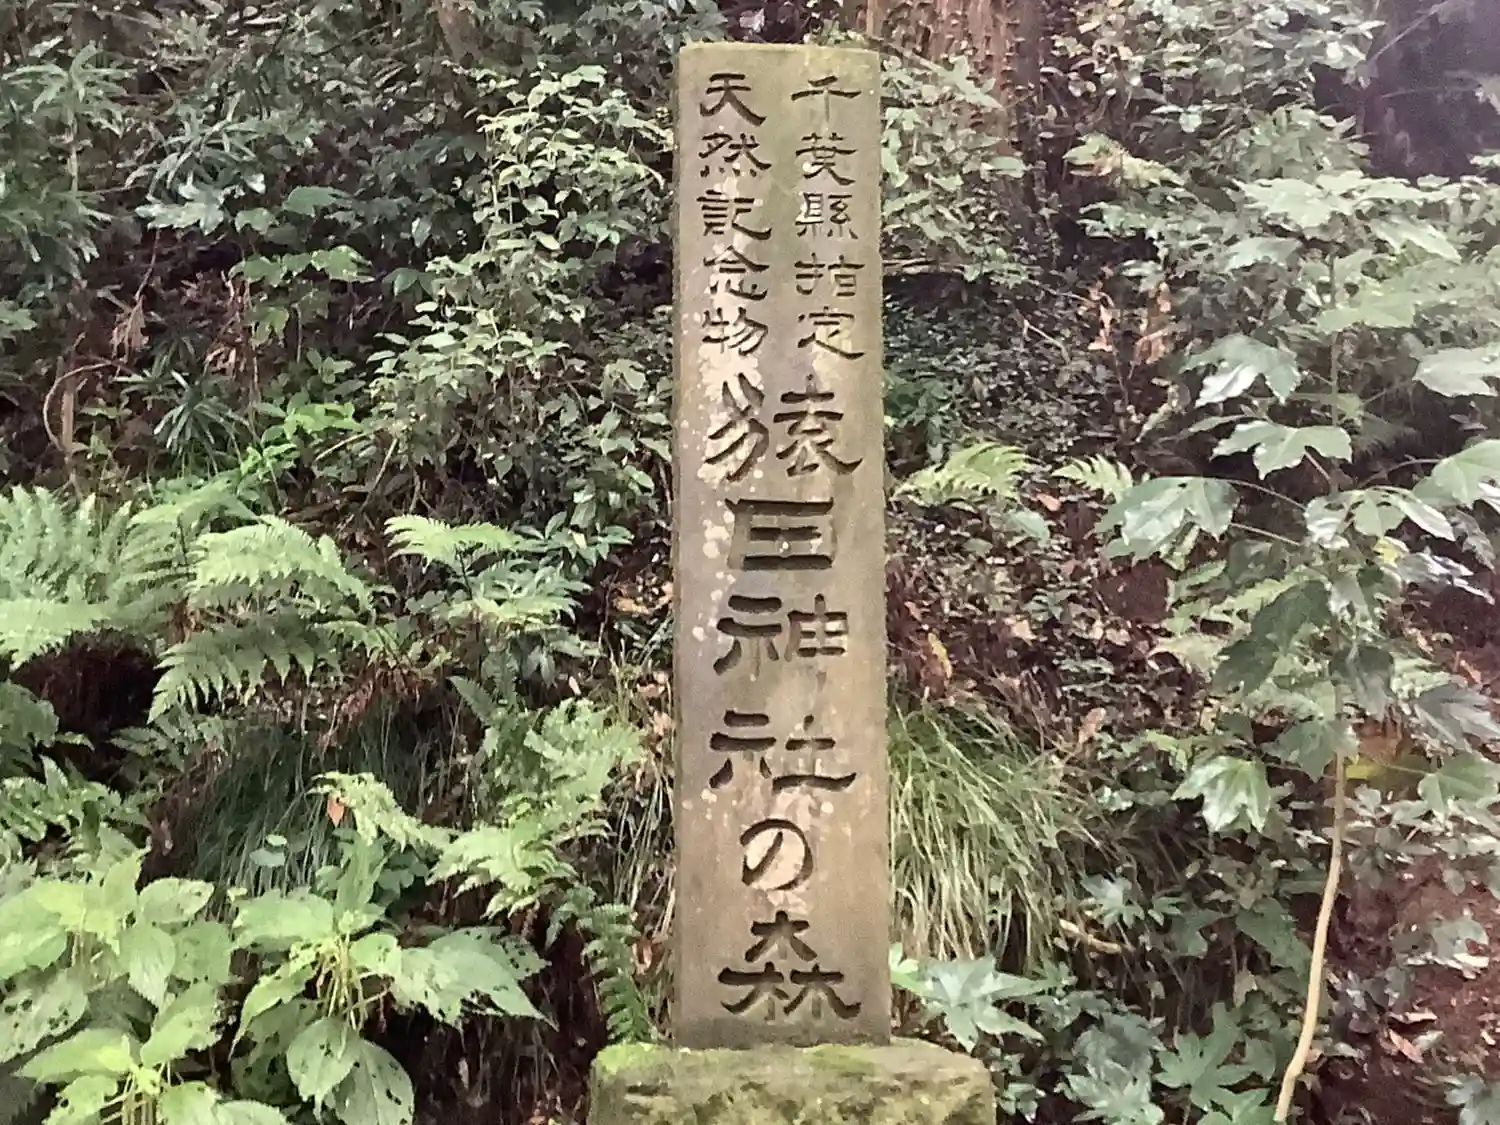 千葉縣指定
天然記念物
猿田神社の森